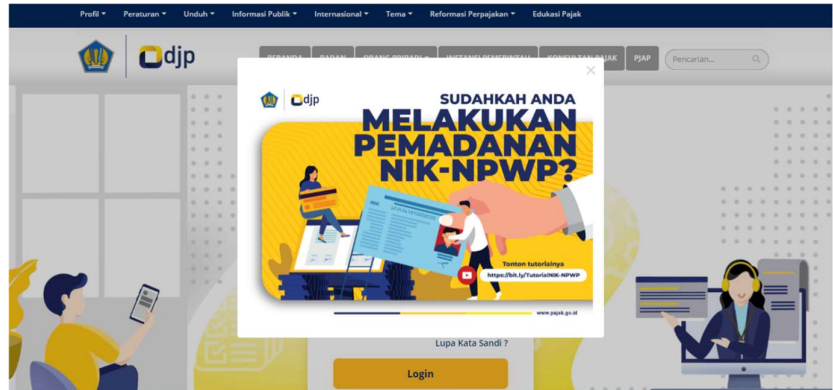 Profil
Peraturan
Unduh
Informasi Publik
Internasional
Tema
Reformasi Perpajakan
Edukasi Pajak
djp
PJAP
Pencarian...
djp
SUDAHKAH ANDA
MELAKUKAN
PEMADANAN
NIK-NPWP?
Tonton tutorialnya
https://bit.ly/TutorialNIK-NPWP
www.pajak.go.id
Lupa Kata Sandi ?
Login